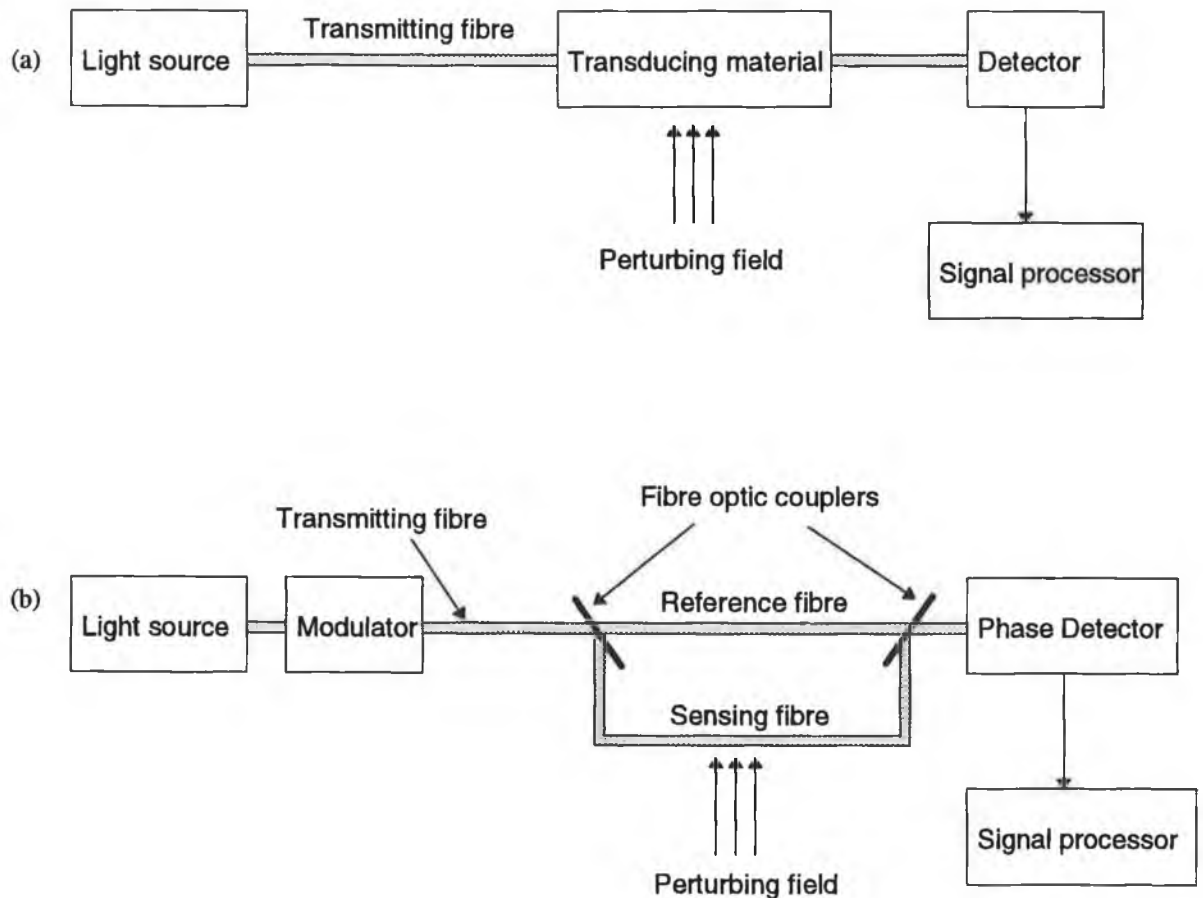 (a)
Transmitting fibre
Light source
Transducing material
Detector
Perturbing field
Signal processor
(b)
Fibre optic couplers
Transmitting fibre
Light source
Modulator
Reference fibre
Phase Detector
Sensing fibre
Signal processor
Perturbing field